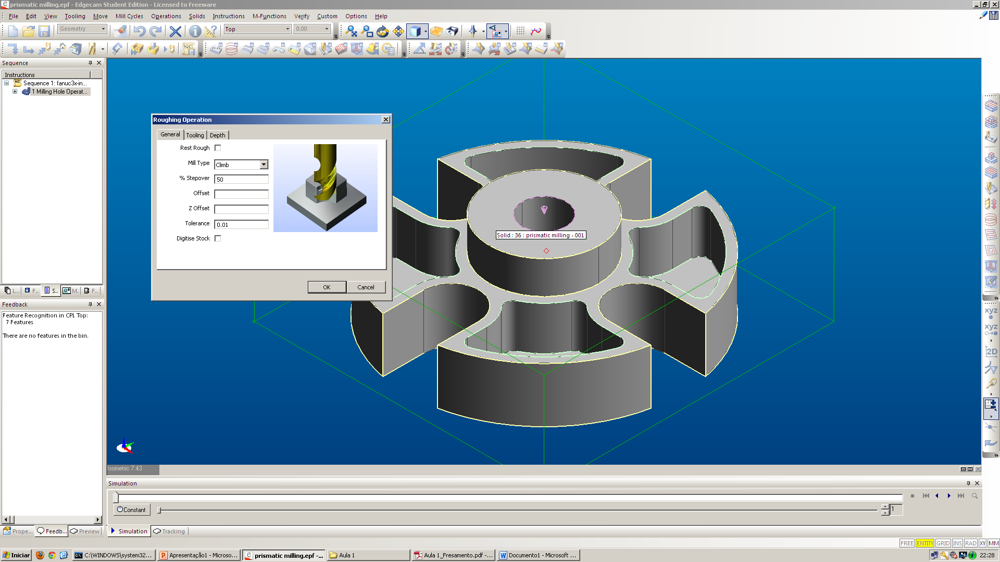 prismatic milling.epf - Edgecam Student Edition - Licensed to Freeware
File Edit View Tooling Move Mill Cycles Operations Solids Instructions M-Functions Verify Custom Options Help
Geometry Top 0.00
Sequence
Instructions
Sequence 1: fanuc3x-in...
1 Milling Hole Operat...
L... F... S.. M. F...
Feedback
Feature Recognition in CPL Top:
7 Features
There are no features in the bin.
Prope... Feedb... Preview
Roughing Operation
General Tooling Depth
Rest Rough
Mill Type Climb
% Stepover 50
Offset
Z Offset
Tolerance 0.01
Digitise Stock
OK Cancel
Solid : 36 : prismatic milling - 001
xyz
xyz
2D
Isometric 7.43
Simulation
Constant 1
Simulation Tracking
FREE ENTITY GRID INS RAD XY MM
Iniciar C:\WINDOWS\system32... Apresentação1 - Microso... prismatic milling.epf -... Aula 1 Aula 1_Fresamento.pdf -... Documento1 - Microsoft ... 22:28